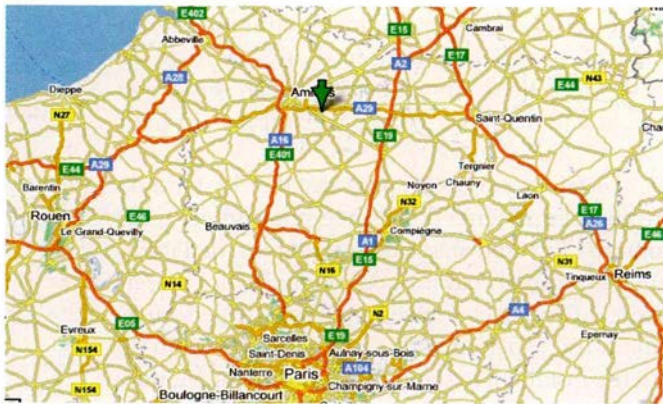 E402
E15
Cambrai
E17
Abbeville
A2
A28
E44
N43
Dieppe
Am
A29
N27
Saint-Quentin
E19
A16
E401
E44
A29
Tergnier
Barentin
Noyon
Chauny
Laon
N32
Rouen
E46
E17
Le Grand-Quevilly
Beauvais
Compiègne
A26
E46
A1
E15
N31
N16
Tinqueux
Reims
N14
N2
A4
Evreux
E05
Sarcelles
E19
Epernay
N154
Saint-Denis
Aulnay-sous-Bois
Nanterre
Paris
A104
N154
Champigny-sur-Marne
Boulogne-Billancourt